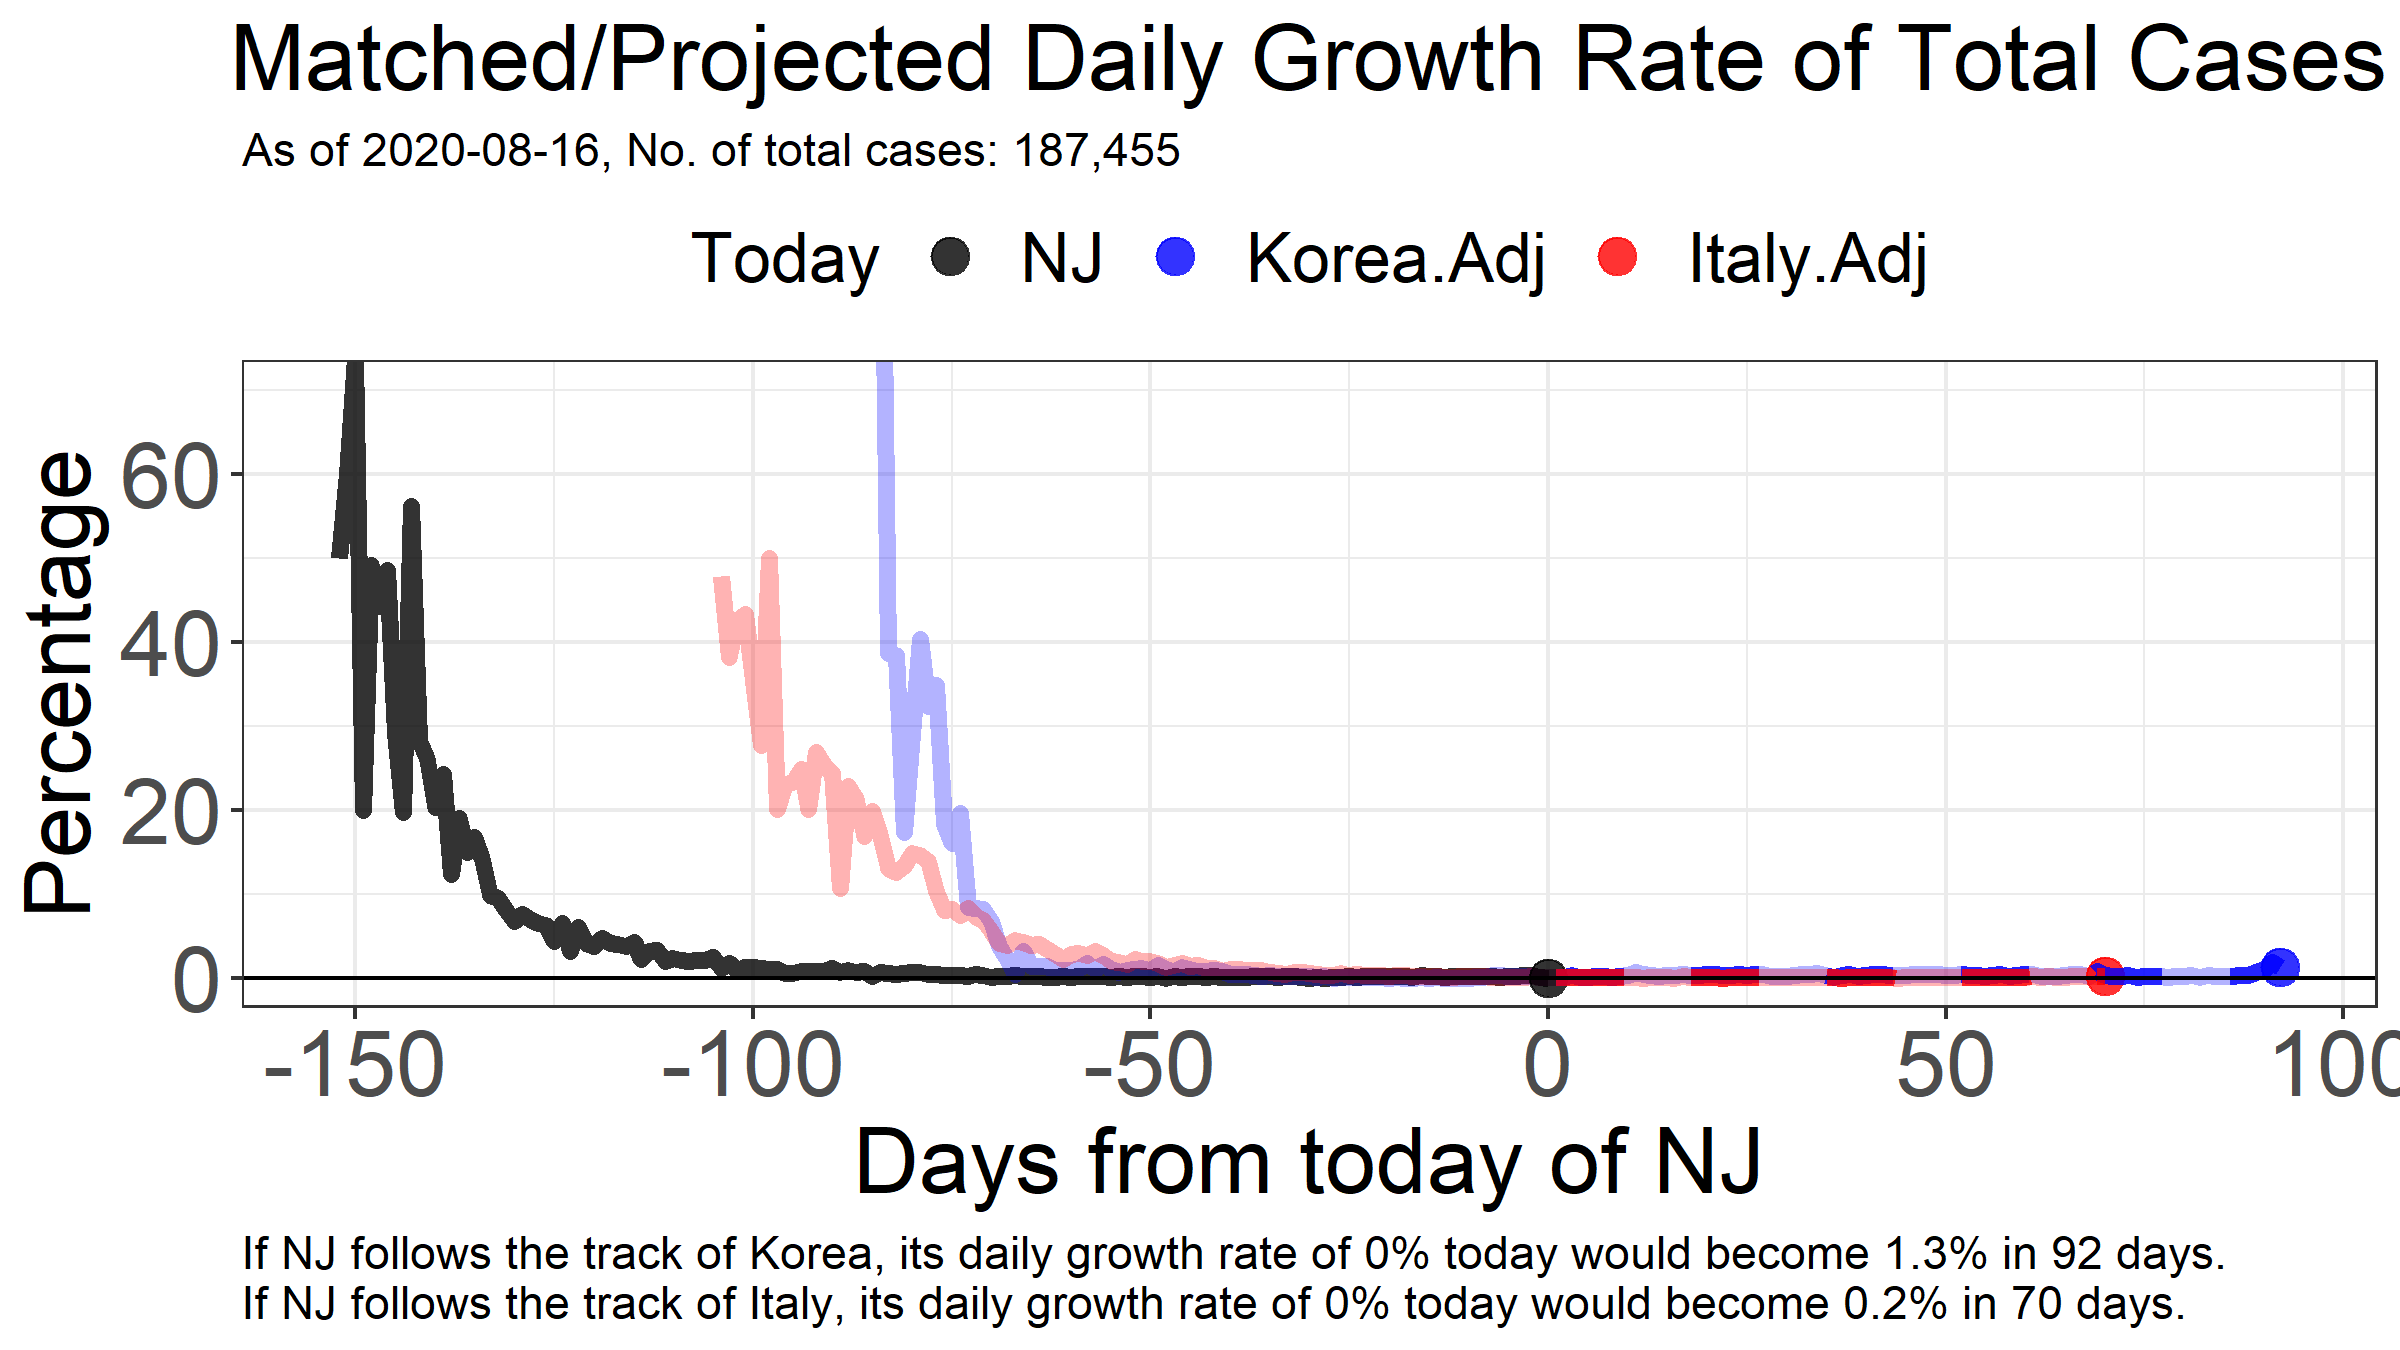 Matched/Projected Daily Growth Rate of Total Cases
As of 2020-08-16, No. of total cases: 187,455
Today NJ Korea.Adj Italy.Adj
Percentage
60
40
20
0
-150 -100 -50 0 50 100
Days from today of NJ
If NJ follows the track of Korea, its daily growth rate of 0% today would become 1.3% in 92 days.
If NJ follows the track of Italy, its daily growth rate of 0% today would become 0.2% in 70 days.